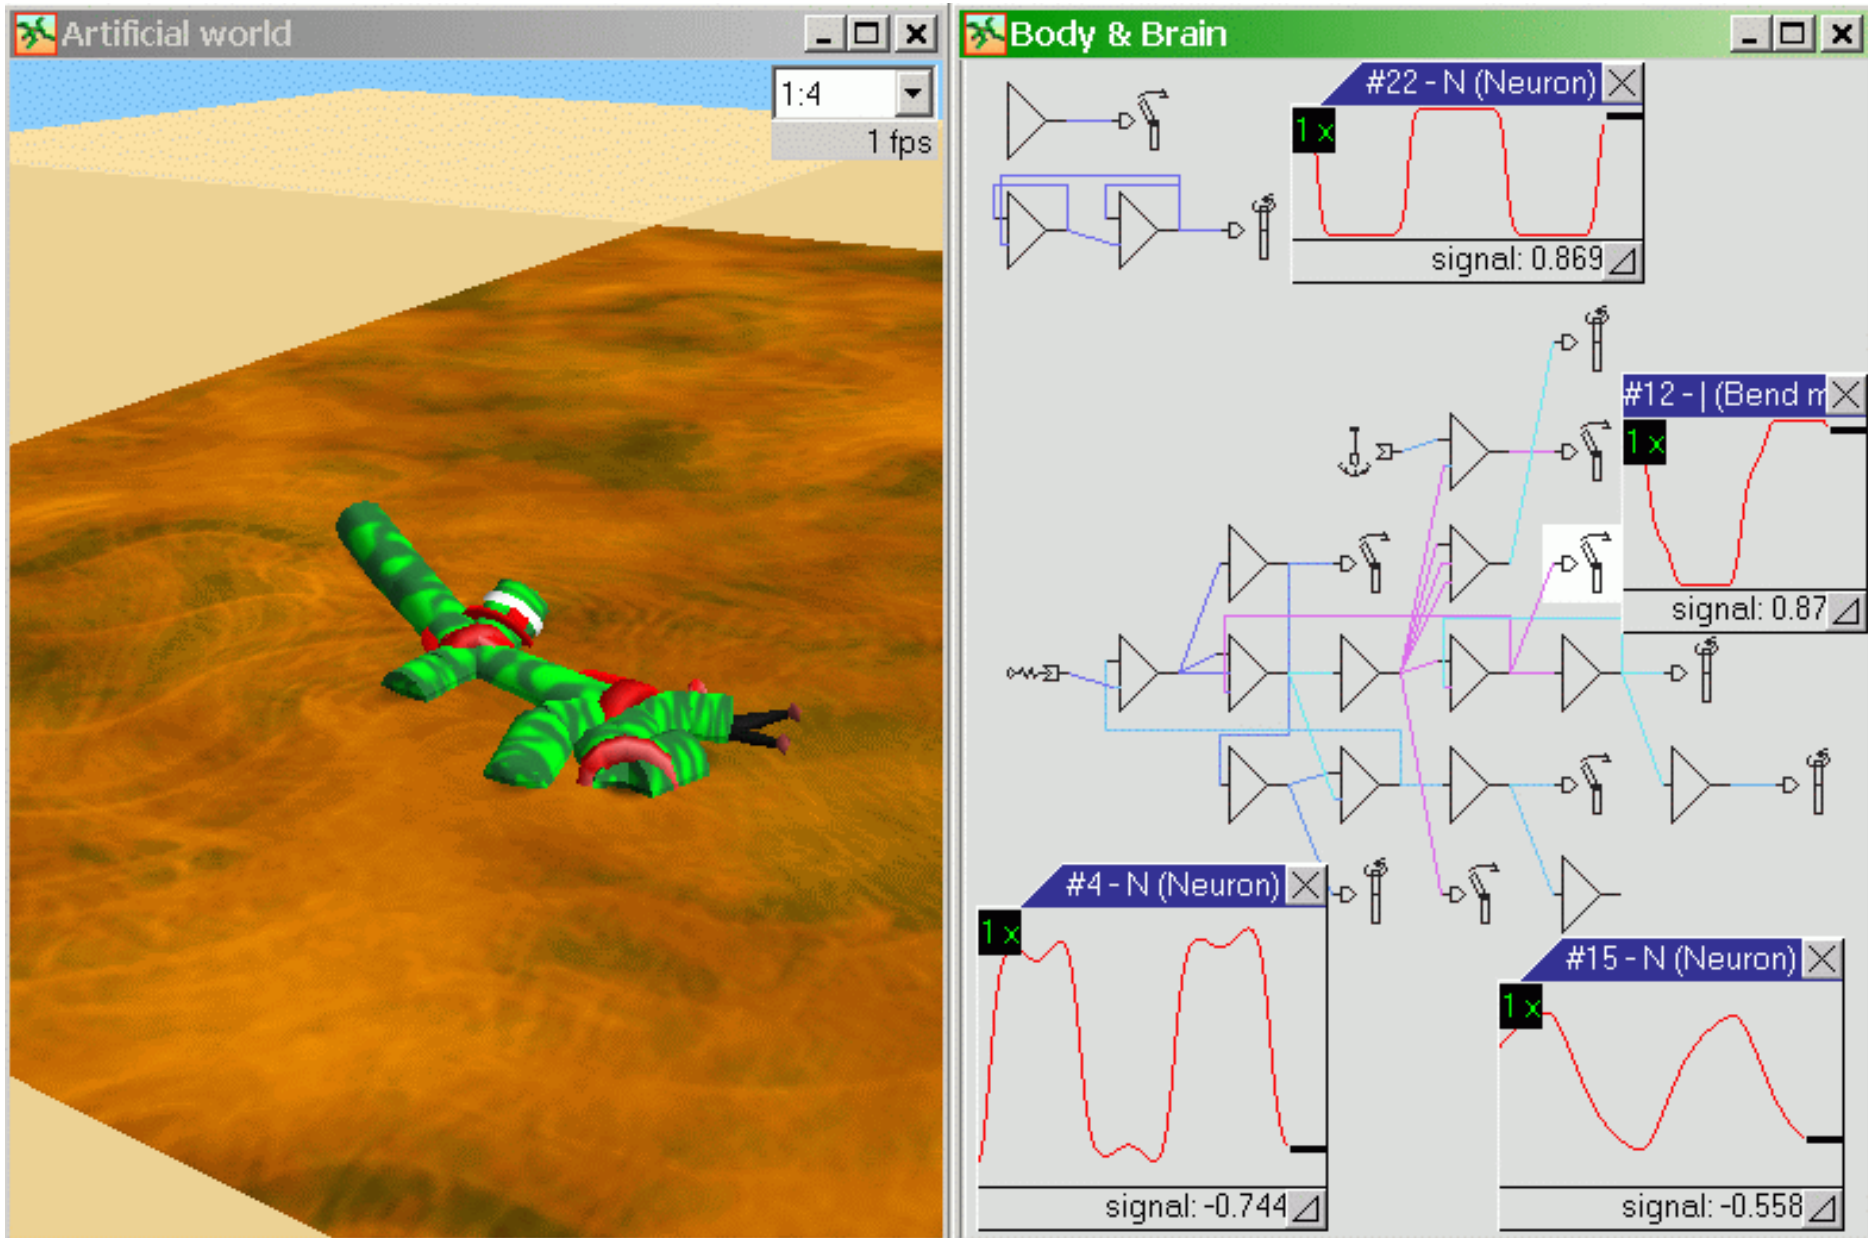 Artificial world
1:4
1 fps
Body & Brain
#22 - N (Neuron)
1 x
signal: 0.869
#12 - | (Bend m
1 x
signal: 0.87
#4 - N (Neuron)
1 x
signal: -0.744
#15 - N (Neuron)
1 x
signal: -0.558